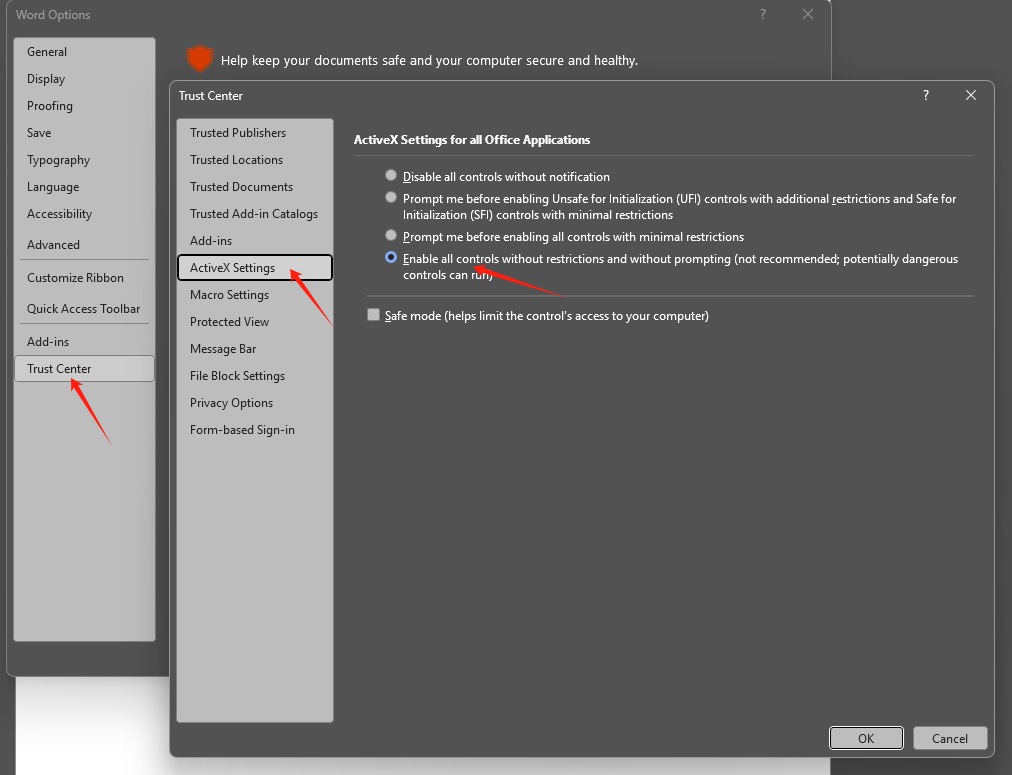 Word Options
?
General
Display
Proofing
Save
Typography
Language
Accessibility
Advanced
Customize Ribbon
Quick Access Toolbar
Add-ins
Trust Center
Help keep your documents safe and your computer secure and healthy.
Trust Center
?
Trusted Publishers
Trusted Locations
Trusted Documents
Trusted Add-in Catalogs
Add-ins
ActiveX Settings
Macro Settings
Protected View
Message Bar
File Block Settings
Privacy Options
Form-based Sign-in
ActiveX Settings for all Office Applications
Disable all controls without notification
Prompt me before enabling Unsafe for Initialization (UFI) controls with additional restrictions and Safe for
Initialization (SFI) controls with minimal restrictions
Prompt me before enabling all controls with minimal restrictions
Enable all controls without restrictions and without prompting (not recommended; potentially dangerous
controls can run)
Safe mode (helps limit the control's access to your computer)
OK
Cancel